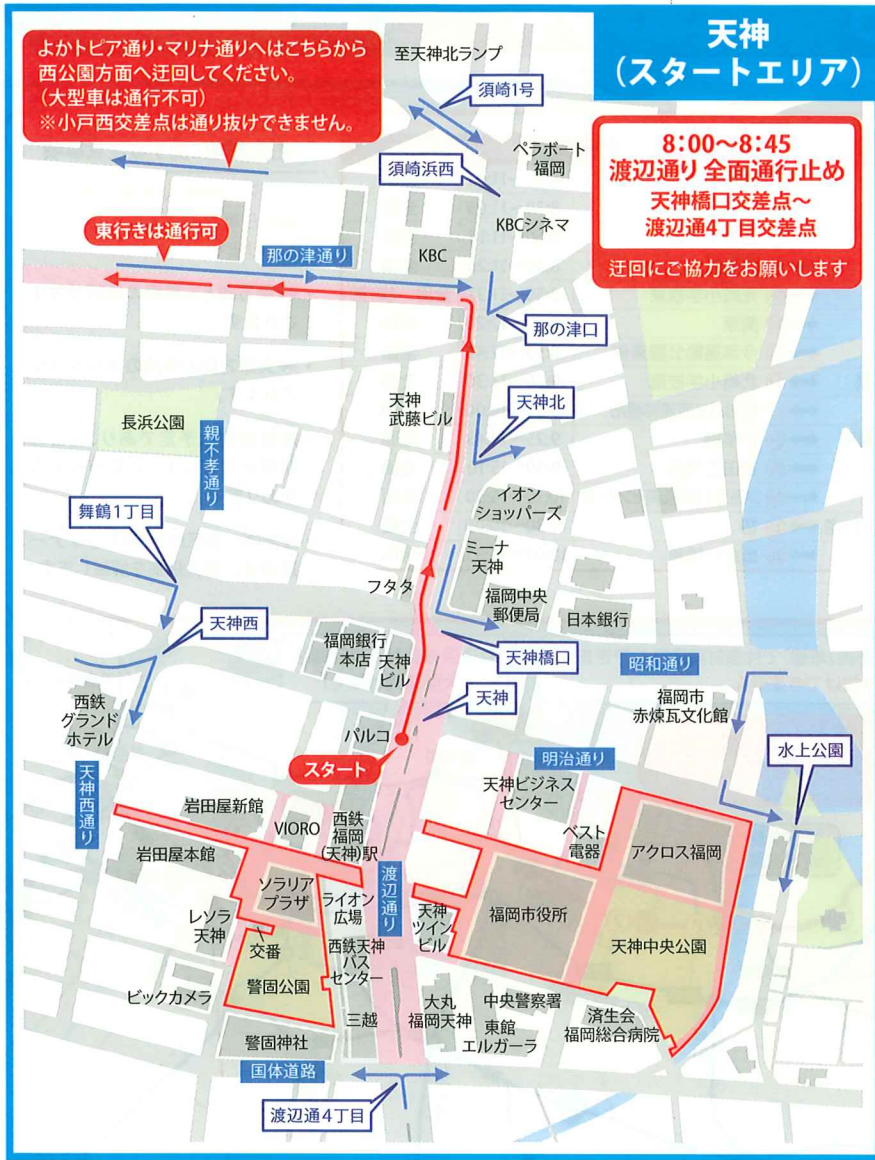 天神
（スタートエリア）
よかトピア通り・マリナ通りへはこちらから
西公園方面へ迂回してください。
（大型車は通行不可）
※小戸西交差点は通り抜けできません。
至天神北ランプ
須崎1号
8：00〜8：45
渡辺通り 全面通行止め
天神橋口交差点〜
渡辺通4丁目交差点
迂回にご協力をお願いします
須崎浜西
ベラボート
福岡
KBCシネマ
東行きは通行可
那の津通り
KBC
那の津口
長浜公園
親不孝通り
天神
武藤ビル
天神北
イオン
ショッパーズ
舞鶴1丁目
ミーナ
天神
フタタ
福岡中央
郵便局
日本銀行
天神西
福岡銀行
本店
天神
ビル
天神橋口
昭和通り
西鉄
グランド
ホテル
天神
福岡市
赤煉瓦文化館
パルコ
スタート
明治通り
水上公園
天神西通り
天神ビジネス
センター
岩田屋新館
VIORO
西鉄
福岡
(天神)駅
ベスト
電器
アクロス福岡
岩田屋本館
渡辺通り
ソラリア
プラザ
ライオン
広場
レソラ
天神
天神
ツイン
ビル
福岡市役所
天神中央公園
交番
西鉄天神
バス
センター
警固公園
ビックカメラ
三越
大丸
福岡天神
中央警察署
東館
エルガーラ
済生会
福岡総合病院
警固神社
国体道路
渡辺通4丁目